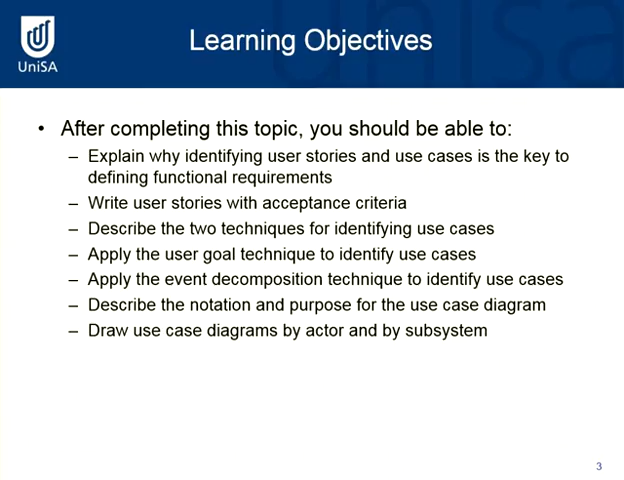 Learning Objectives
UniSA
• After completing this topic, you should be able to:
– Explain why identifying user stories and use cases is the key to
defining functional requirements
– Write user stories with acceptance criteria
– Describe the two techniques for identifying use cases
– Apply the user goal technique to identify use cases
– Apply the event decomposition technique to identify use cases
– Describe the notation and purpose for the use case diagram
– Draw use case diagrams by actor and by subsystem
3